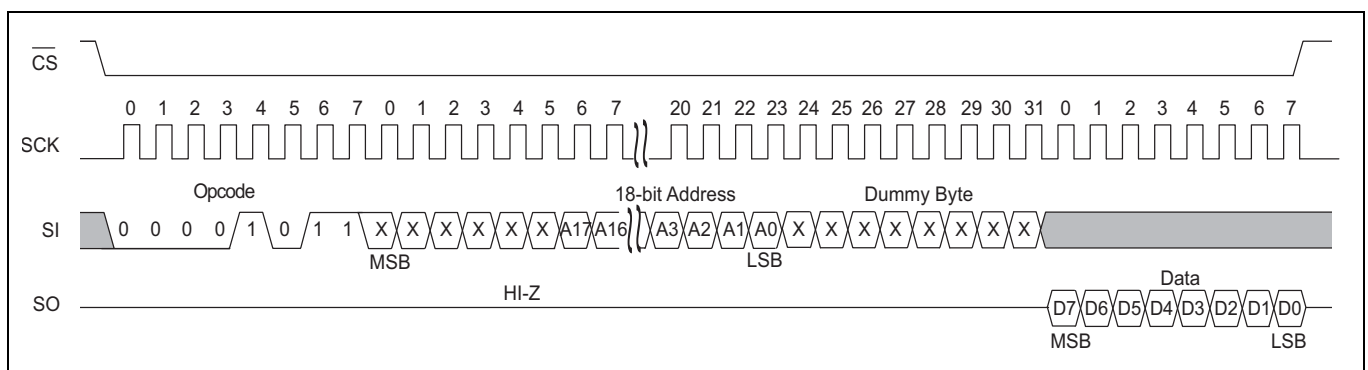 CS
0 1 2 3 4 5 6 7 0 1 2 3 4 5 6 7 20 21 22 23 24 25 26 27 28 29 30 31 0 1 2 3 4 5 6 7
SCK
Opcode 18-bit Address Dummy Byte
SI 0 0 0 0 1 0 1 1 X X X X X X A17 A16 A3 A2 A1 A0 X X X X X X X X
MSB LSB
HI-Z Data
SO D7 D6 D5 D4 D3 D2 D1 D0
MSB LSB